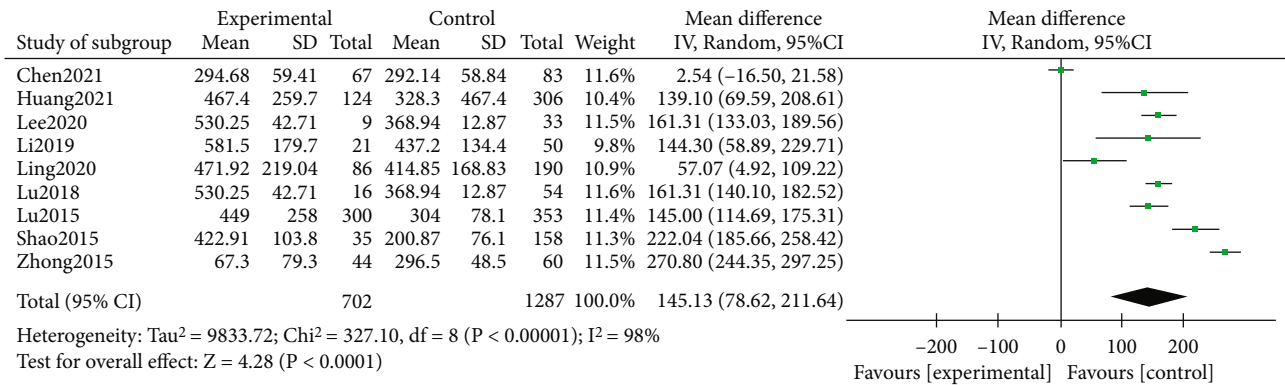 Experimental Control Mean difference Mean difference
Study of subgroup Mean SD Total Mean SD Total Weight IV, Random, 95%CI IV, Random, 95%CI
Chen2021 294.68 59.41 67 292.14 58.84 83 11.6% 2.54 (–16.50, 21.58)
Huang2021 467.4 259.7 124 328.3 467.4 306 10.4% 139.10 (69.59, 208.61)
Lee2020 530.25 42.71 9 368.94 12.87 33 11.5% 161.31 (133.03, 189.56)
Li2019 581.5 179.7 21 437.2 134.4 50 9.8% 144.30 (58.89, 229.71)
Ling2020 471.92 219.04 86 414.85 168.83 190 10.9% 57.07 (4.92, 109.22)
Lu2018 530.25 42.71 16 368.94 12.87 54 11.6% 161.31 (140.10, 182.52)
Lu2015 449 258 300 304 78.1 353 11.4% 145.00 (114.69, 175.31)
Shao2015 422.91 103.8 35 200.87 76.1 158 11.3% 222.04 (185.66, 258.42)
Zhong2015 67.3 79.3 44 296.5 48.5 60 11.5% 270.80 (244.35, 297.25)
Total (95% CI) 702 1287 100.0% 145.13 (78.62, 211.64)
Heterogeneity: Tau² = 9833.72; Chi² = 327.10, df = 8 (P < 0.00001); I² = 98%
Test for overall effect: Z = 4.28 (P < 0.0001)
–200 –100 0 100 200
Favours [experimental] Favours [control]